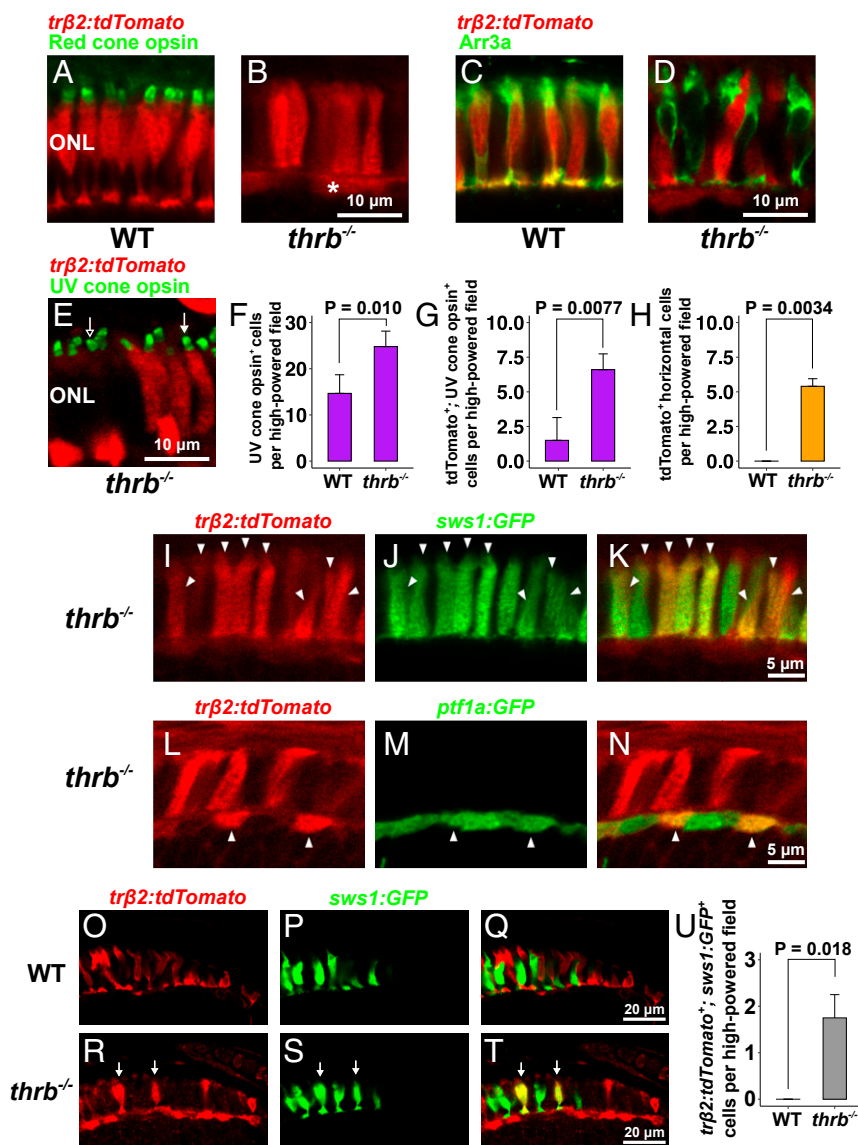 trβ2:tdTomato
Red cone opsin
A
ONL
WT
B
*
10 µm
thrb-/-
trβ2:tdTomato
Arr3a
C
WT
D
10 µm
thrb-/-
trβ2:tdTomato
UV cone opsin
E
ONL
10 µm
thrb-/-
F
P = 0.010
UV cone opsin+ cells
per high-powered field
30
20
10
0
WT thrb-/-
G
P = 0.0077
tdTomato+; UV cone opsin+
cells per high-powered field
10.0
7.5
5.0
2.5
0.0
WT thrb-/-
H
P = 0.0034
tdTomato+ horizontal cells
per high-powered field
10.0
7.5
5.0
2.5
0.0
WT thrb-/-
trβ2:tdTomato
sws1:GFP
thrb-/-
I
J
K
5 µm
trβ2:tdTomato
ptf1a:GFP
thrb-/-
L
M
N
5 µm
trβ2:tdTomato
sws1:GFP
WT
O
P
Q
20 µm
thrb-/-
R
S
T
20 µm
U
P = 0.018
trβ2:tdTomato+; sws1:GFP+
cells per high-powered field
3
2
1
0
WT thrb-/-